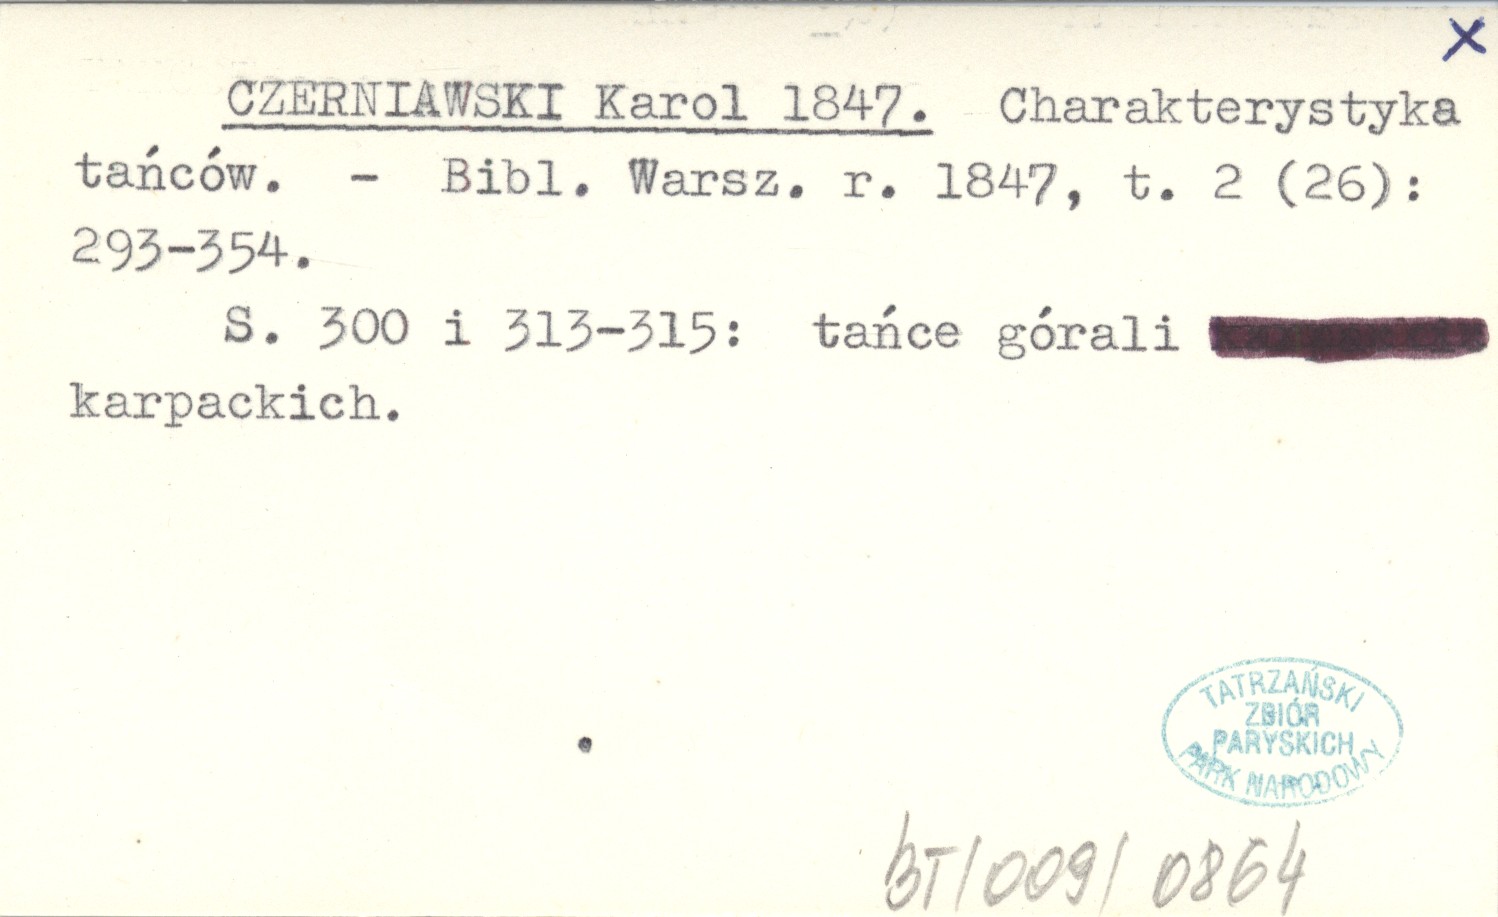 X
CZERNIAWSKI Karol 1847. Charakterystyka
tańców. - Bibl. Warsz. r. 1847, t. 2 (26):
293-354.
S. 300 i 313-315: tańce górali
karpackich.
TATRZAŃSKI
ZBIÓR
PARYSKICH
PARK NARODOWY
BT/009/0864